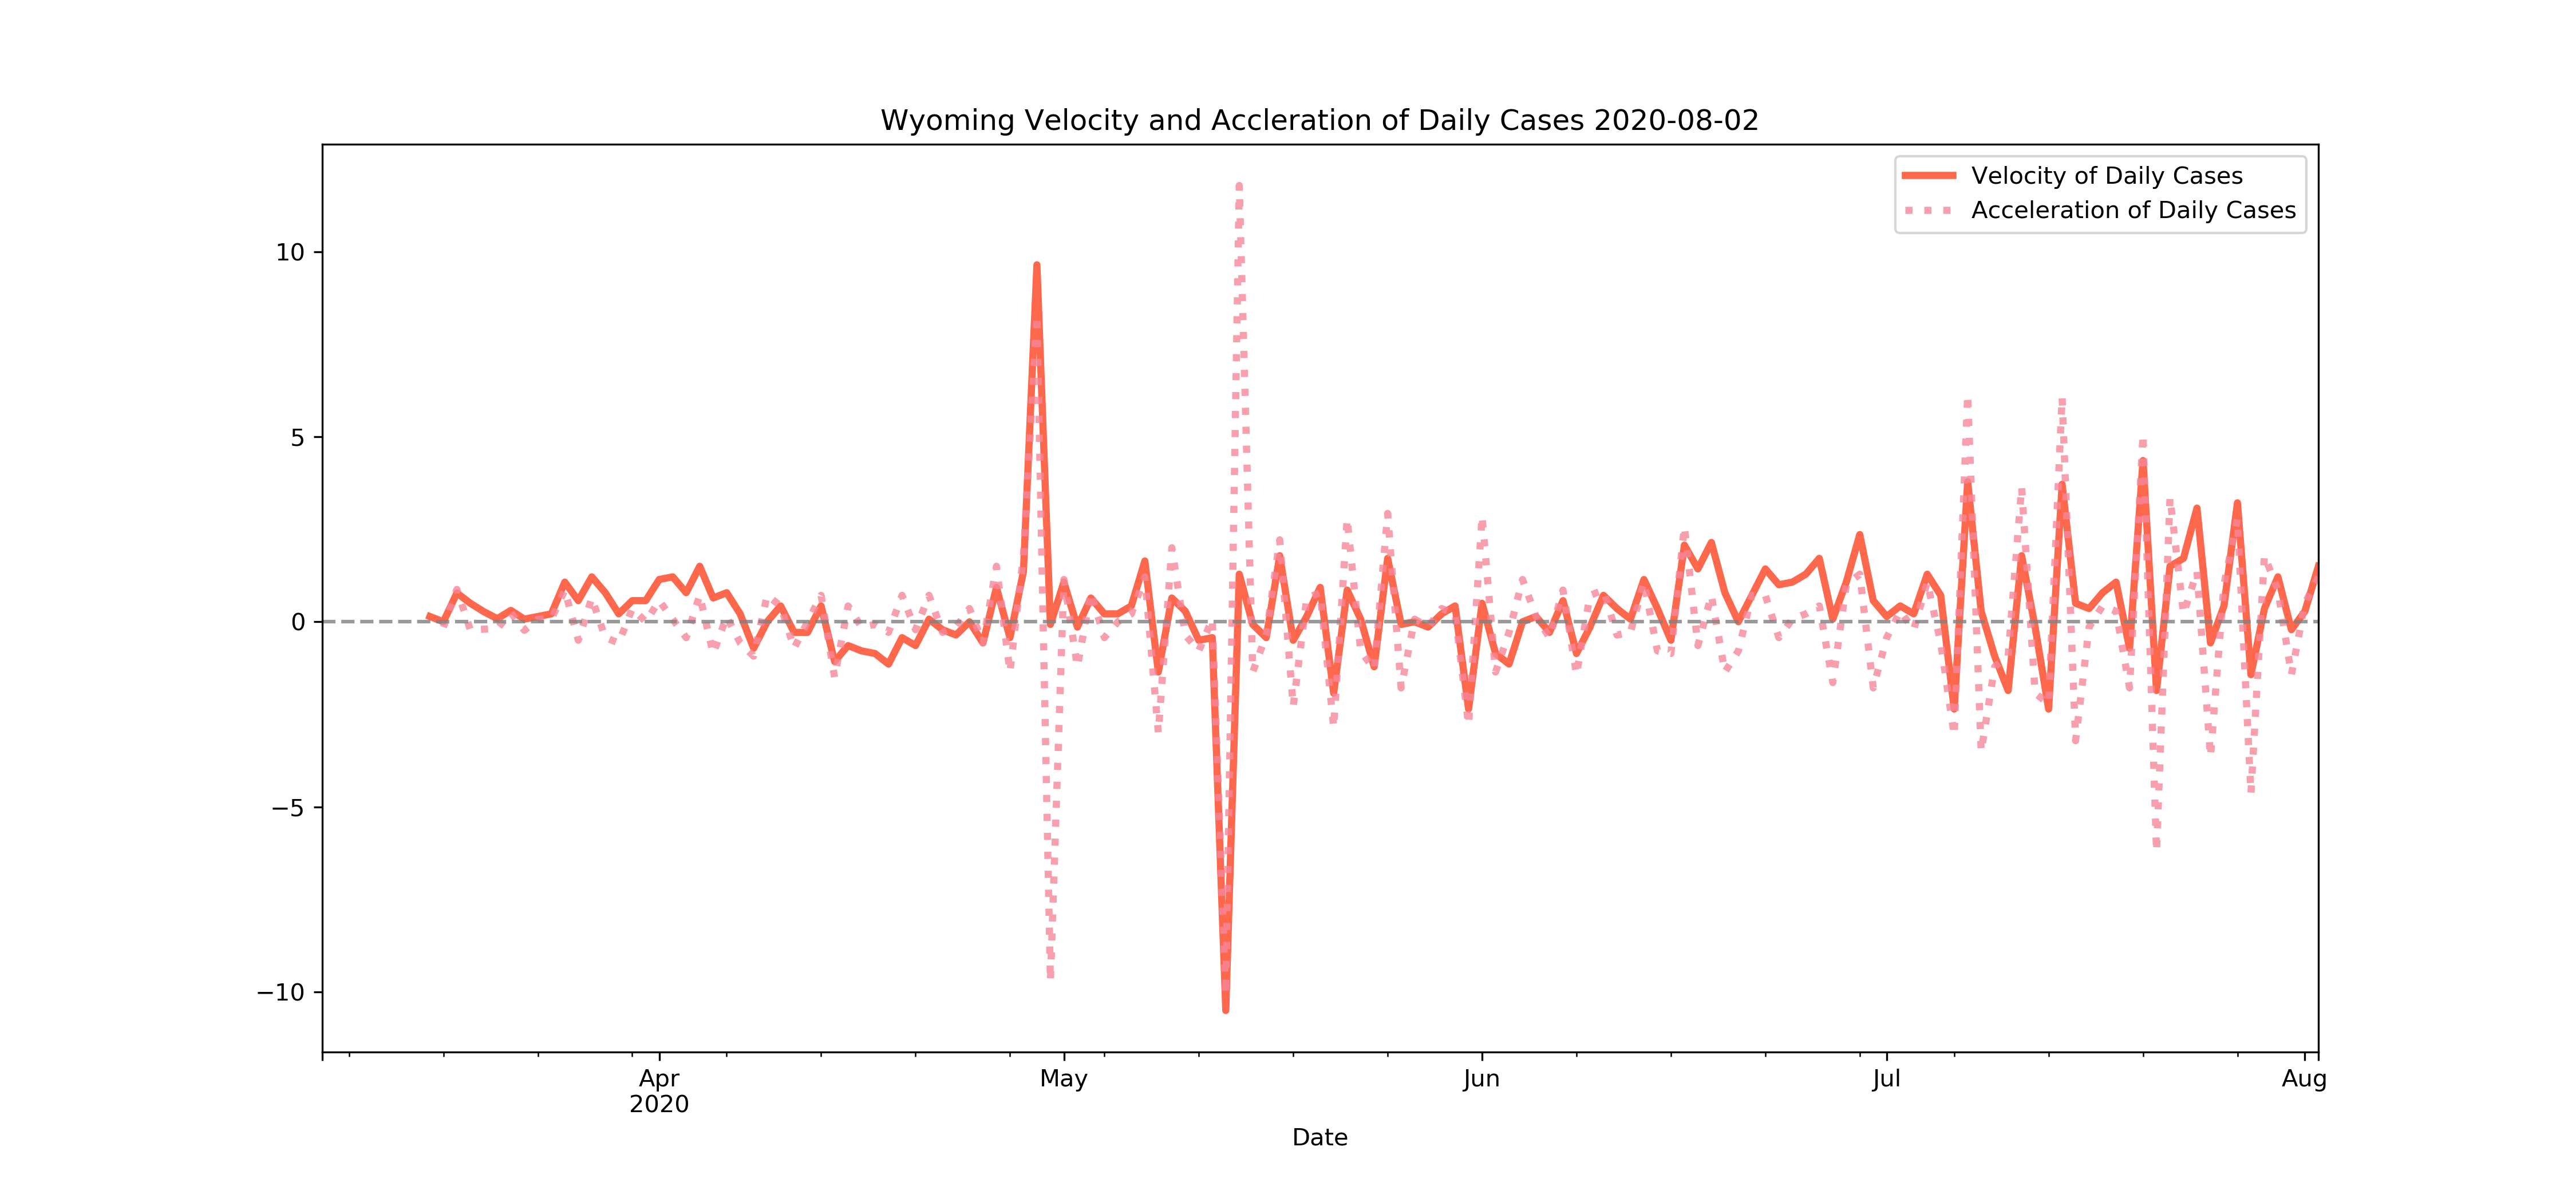 Wyoming Velocity and Accleration of Daily Cases 2020-08-02
Velocity of Daily Cases
Acceleration of Daily Cases
10
5
0
−5
−10
Apr
2020
May
Jun
Jul
Aug
Date